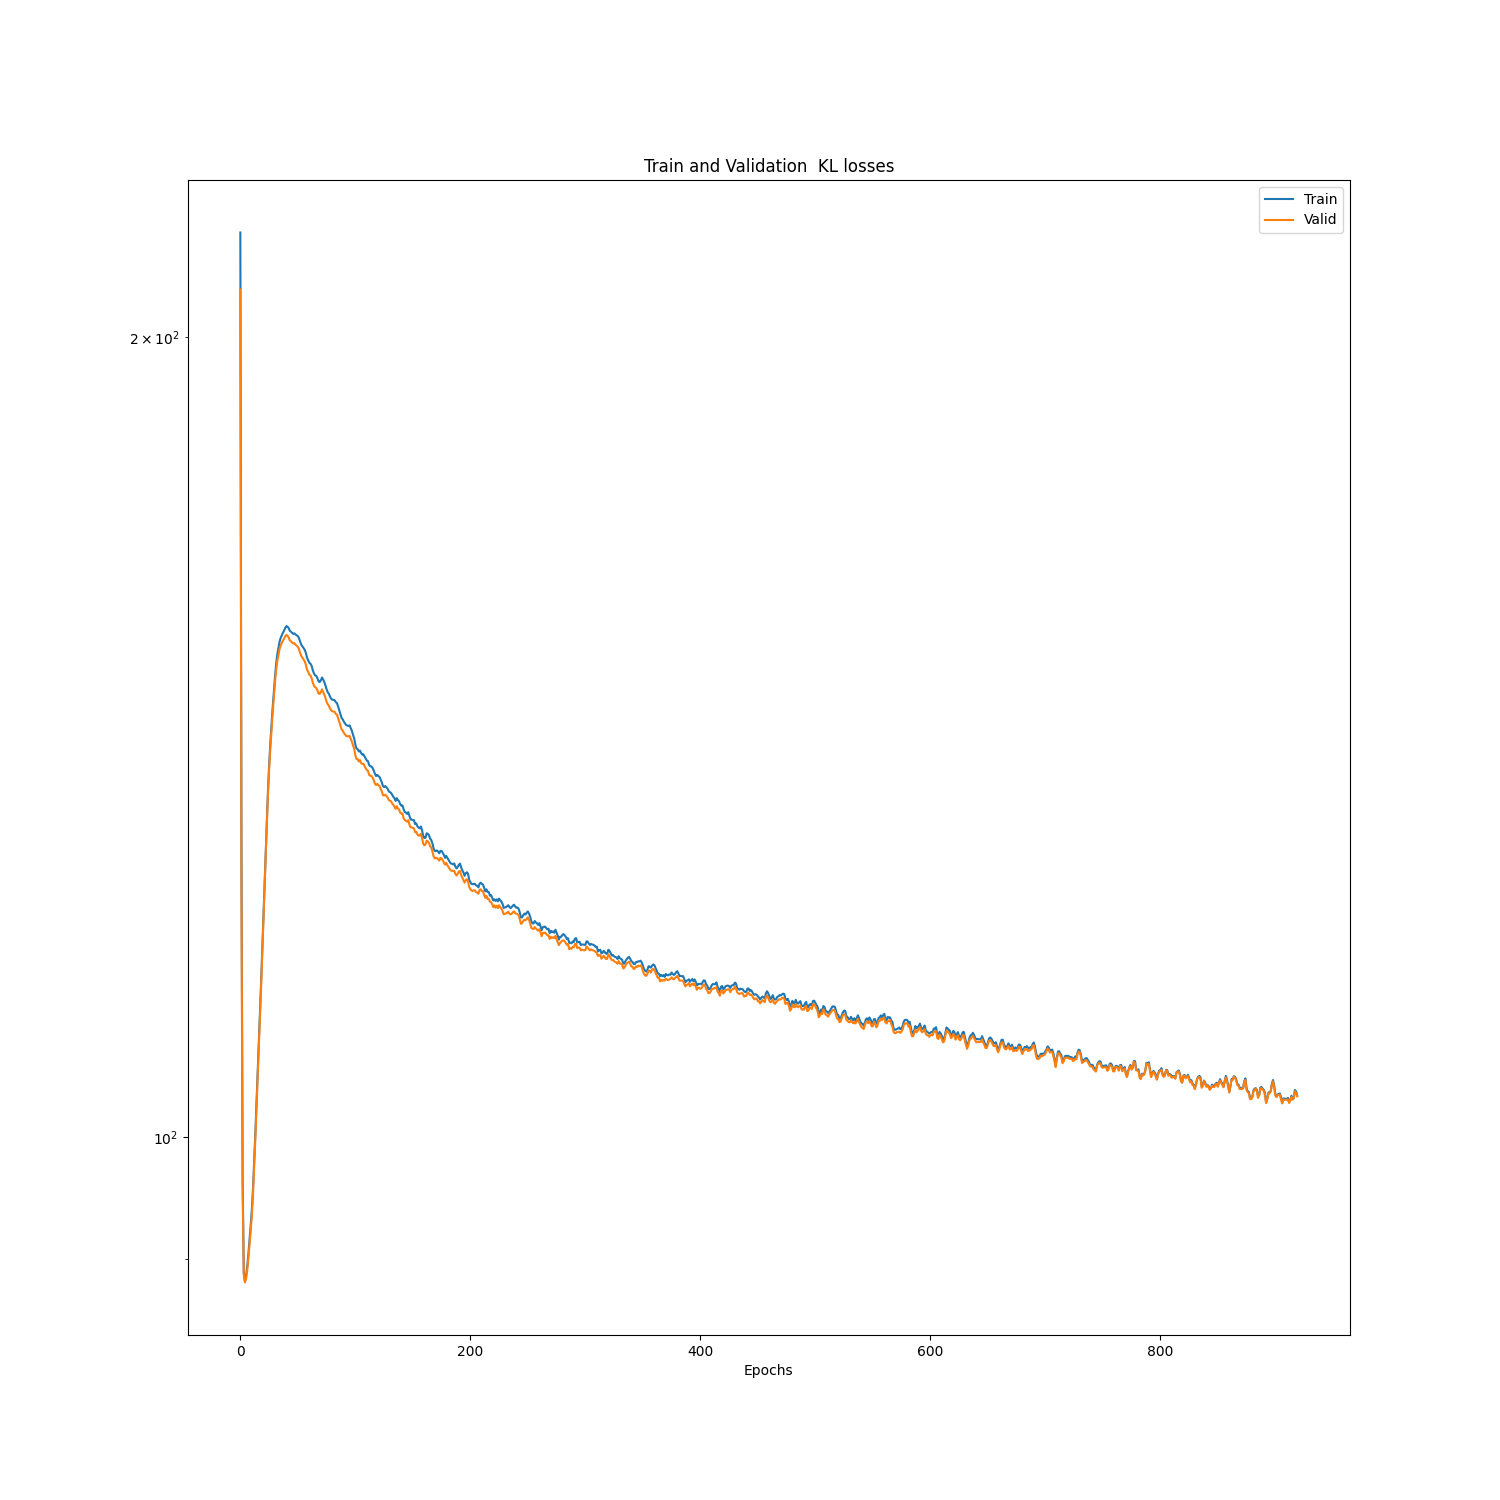 Train and Validation  KL losses
Train
Valid
2 × 10²
10²
0 200 400 600 800
Epochs